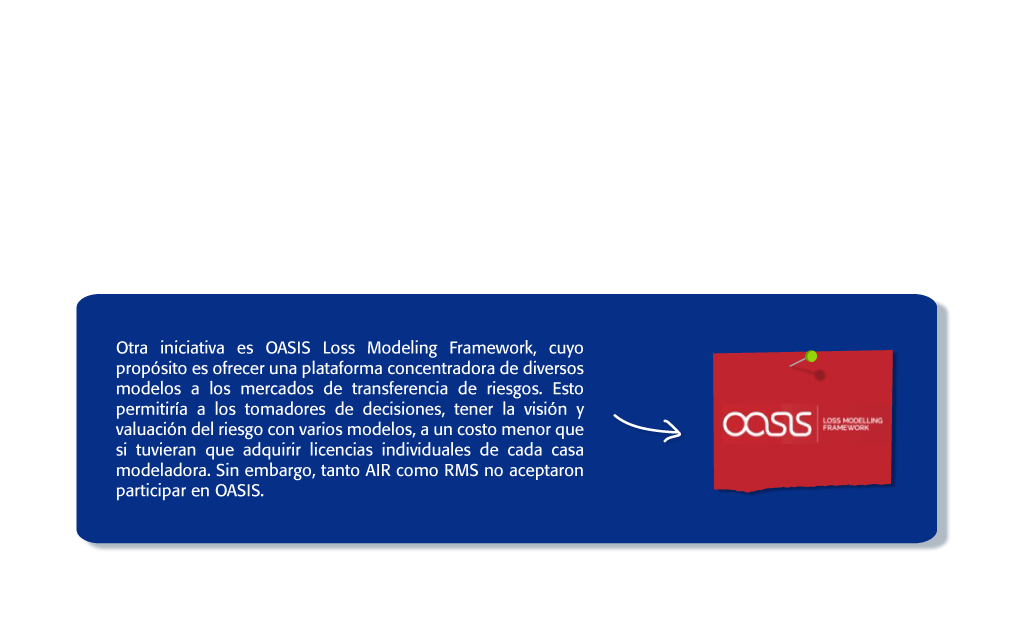 Otra iniciativa es OASIS Loss Modeling Framework, cuyo
propósito es ofrecer una plataforma concentradora de diversos
modelos a los mercados de transferencia de riesgos. Esto
permitiría a los tomadores de decisiones, tener la visión y
valuación del riesgo con varios modelos, a un costo menor que
si tuvieran que adquirir licencias individuales de cada casa
modeladora. Sin embargo, tanto AIR como RMS no aceptaron
participar en OASIS.
OASIS
LOSS MODELLING
FRAMEWORK